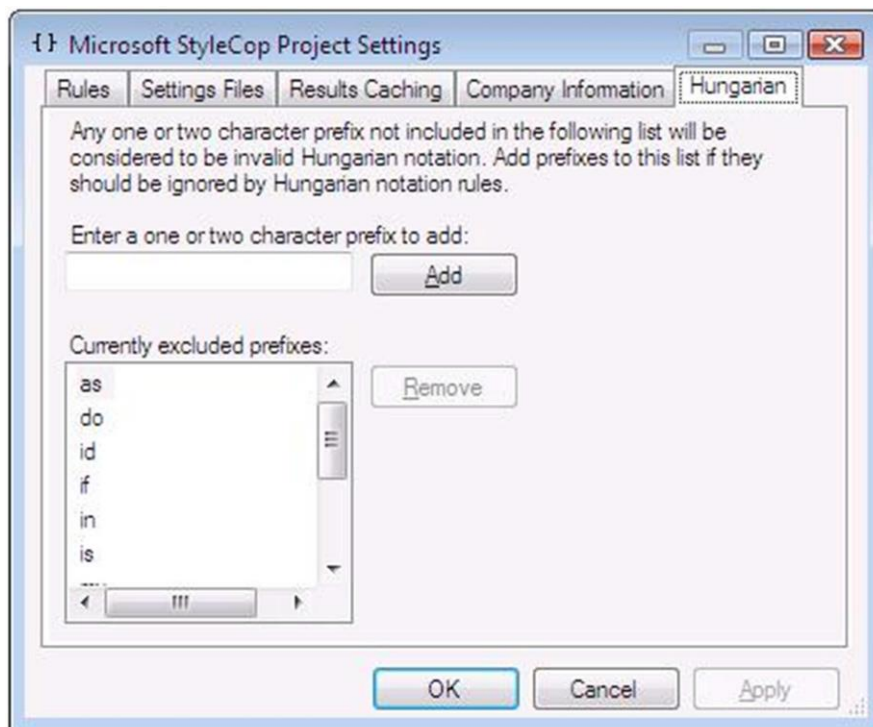 { } Microsoft StyleCop Project Settings
Rules Settings Files Results Caching Company Information Hungarian
Any one or two character prefix not included in the following list will be
considered to be invalid Hungarian notation. Add prefixes to this list if they
should be ignored by Hungarian notation rules.
Enter a one or two character prefix to add:
Add
Currently excluded prefixes:
as
Remove
do
id
if
in
is
OK Cancel Apply